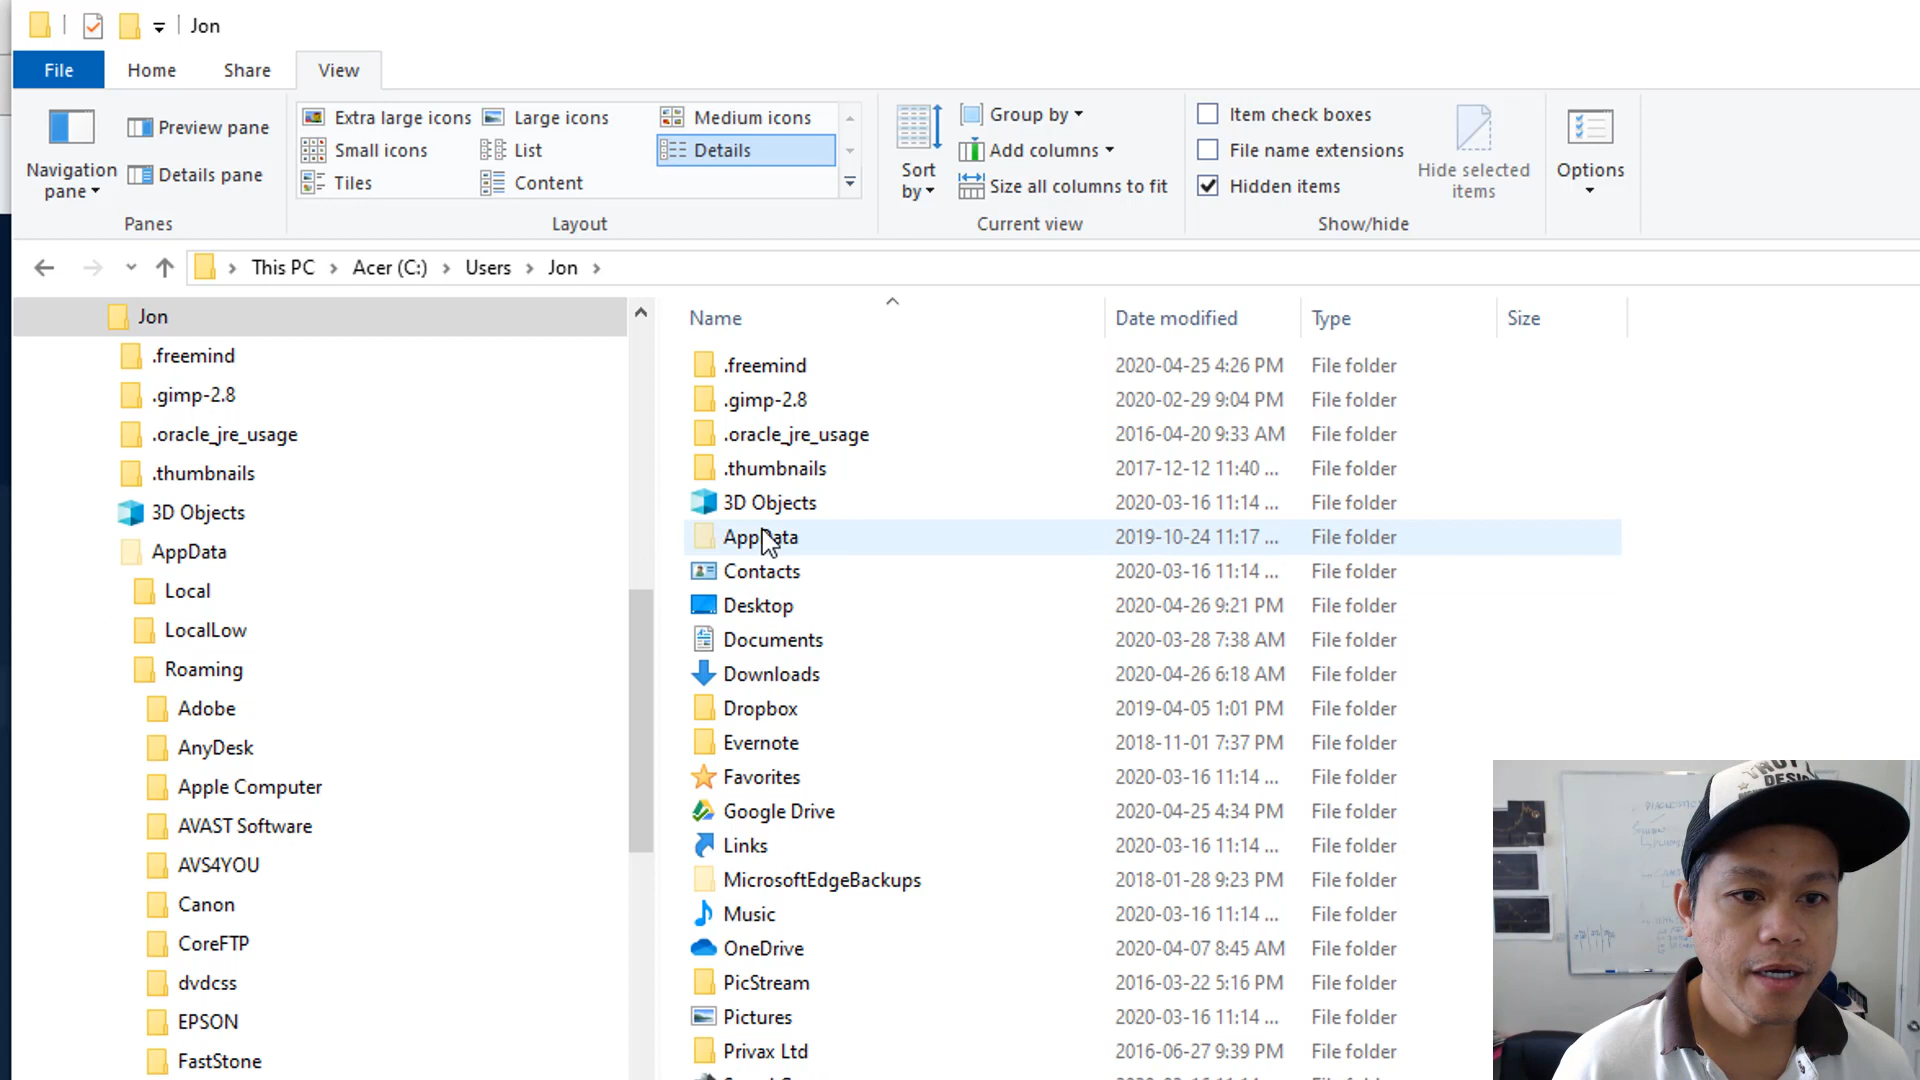 Jon
File Home Share View
Navigation pane
Preview pane
Details pane
Panes
Extra large icons Large icons Medium icons
Small icons List Details
Tiles Content
Layout
Sort by
Group by
Add columns
Size all columns to fit
Current view
Item check boxes
File name extensions
Hidden items
Hide selected items
Show/hide
Options
This PC > Acer (C:) > Users > Jon >
Jon
.freemind
.gimp-2.8
.oracle_jre_usage
.thumbnails
3D Objects
AppData
Local
LocalLow
Roaming
Adobe
AnyDesk
Apple Computer
AVAST Software
AVS4YOU
Canon
CoreFTP
dvdcss
EPSON
FastStone
Name Date modified Type Size
.freemind 2020-04-25 4:26 PM File folder
.gimp-2.8 2020-02-29 9:04 PM File folder
.oracle_jre_usage 2016-04-20 9:33 AM File folder
.thumbnails 2017-12-12 11:40 ... File folder
3D Objects 2020-03-16 11:14 ... File folder
AppData 2019-10-24 11:17 ... File folder
Contacts 2020-03-16 11:14 ... File folder
Desktop 2020-04-26 9:21 PM File folder
Documents 2020-03-28 7:38 AM File folder
Downloads 2020-04-26 6:18 AM File folder
Dropbox 2019-04-05 1:01 PM File folder
Evernote 2018-11-01 7:37 PM File folder
Favorites 2020-03-16 11:14 ... File folder
Google Drive 2020-04-25 4:34 PM File folder
Links 2020-03-16 11:14 ... File folder
MicrosoftEdgeBackups 2018-01-28 9:23 PM File folder
Music 2020-03-16 11:14 ... File folder
OneDrive 2020-04-07 8:45 AM File folder
PicStream 2016-03-22 5:16 PM File folder
Pictures 2020-03-16 11:14 ... File folder
Privax Ltd 2016-06-27 9:39 PM File folder